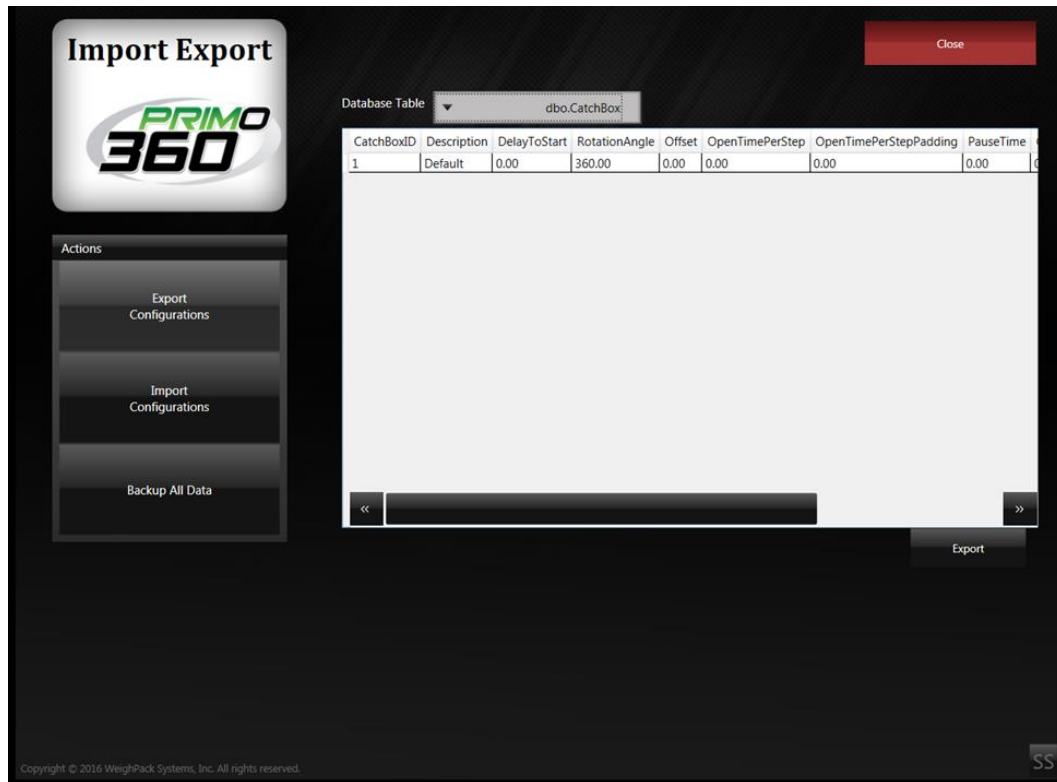 Import Export
PRIMO
360
Close
Database Table
dbo.CatchBox
CatchBoxID Description DelayToStart RotationAngle Offset OpenTimePerStep OpenTimePerStepPadding PauseTime
1 Default 0.00 360.00 0.00 0.00 0.00 0.00
Actions
Export
Configurations
Import
Configurations
Backup All Data
«
»
Export
Copyright © 2016 WeighPack Systems, Inc. All rights reserved.
SS